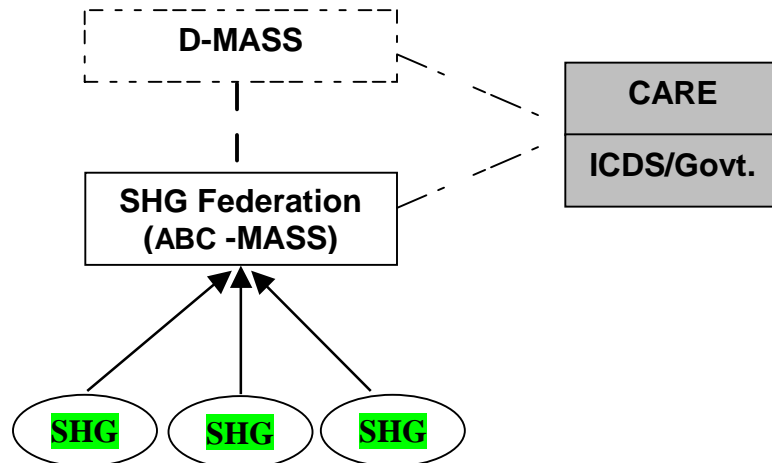 D-MASS
CARE
ICDS/Govt.
SHG Federation
(ABC -MASS)
SHG
SHG
SHG